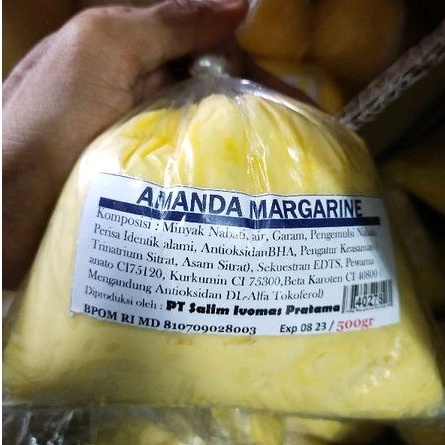 AMANDA MARGARINE
Komposisi : Minyak Nabati, air, Garam, Pengemulsi Nabati,
Perisa Identik alami, AntioksidanBHA, Pengatur Keasaman(
Trinatrium Sitrat, Asam Sitrat), Sekuestran EDTS, Pewarna
anato CI75120, Kurkumin CI 75300,Beta Karoten CI 40800
Mengandung Antioksidan DL-Alfa Tokoferol)
Diproduksi oleh : PT Salim Ivomas Pratama
BPOM RI MD 810709028003 Exp 08 23 / 500gr